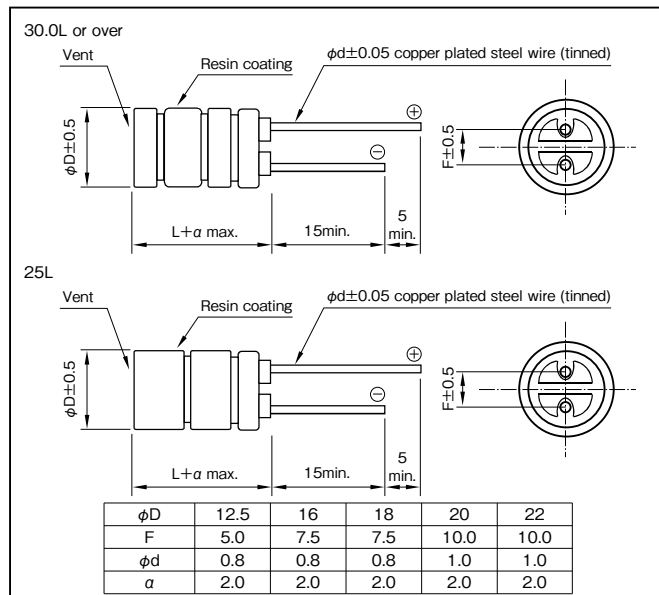 30.0L or over
Vent
Resin coating
φd±0.05 copper plated steel wire (tinned)
⊕
⊖
φD±0.5
F±0.5
L+α max.
15min.
5
min.
25L
Vent
Resin coating
φd±0.05 copper plated steel wire (tinned)
⊕
⊖
φD±0.5
F±0.5
L+α max.
15min.
5
min.
φD 12.5 16 18 20 22
F 5.0 7.5 7.5 10.0 10.0
φd 0.8 0.8 0.8 1.0 1.0
α 2.0 2.0 2.0 2.0 2.0